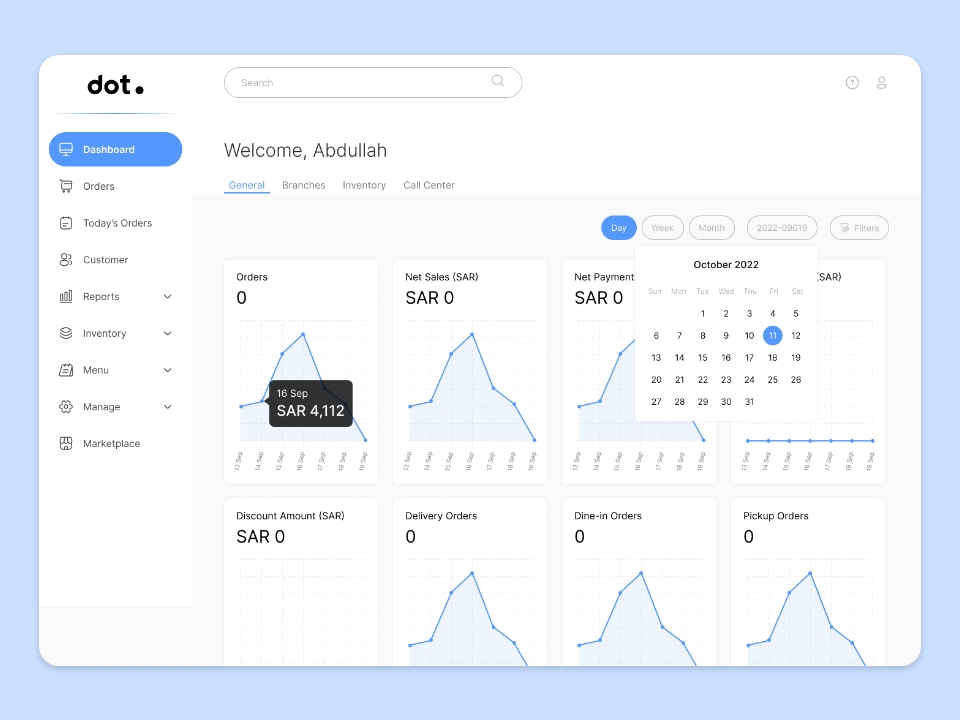 dot.
Search
Dashboard
Orders
Today's Orders
Customer
Reports
Inventory
Menu
Manage
Marketplace
Welcome, Abdullah
General Branches Inventory Call Center
Day Week Month 2022-09019 Filters
October 2022
Sun Mon Tue Wed Thu Fri Sat
1 2 3 4 5
6 7 8 9 10 11 12
13 14 15 16 17 18 19
20 21 22 23 24 25 26
27 28 29 30 31
Orders
0
16 Sep
SAR 4,112
13 Sep 14 Sep 15 Sep 16 Sep 17 Sep 18 Sep 19 Sep
Net Sales (SAR)
SAR 0
13 Sep 14 Sep 15 Sep 16 Sep 17 Sep 18 Sep 19 Sep
Net Payment
SAR 0
13 Sep 14 Sep 15 Sep 16 Sep 17 Sep 18 Sep 19 Sep
(SAR)
13 Sep 14 Sep 15 Sep 16 Sep 17 Sep 18 Sep 19 Sep
Discount Amount (SAR)
SAR 0
Delivery Orders
0
Dine-in Orders
0
Pickup Orders
0